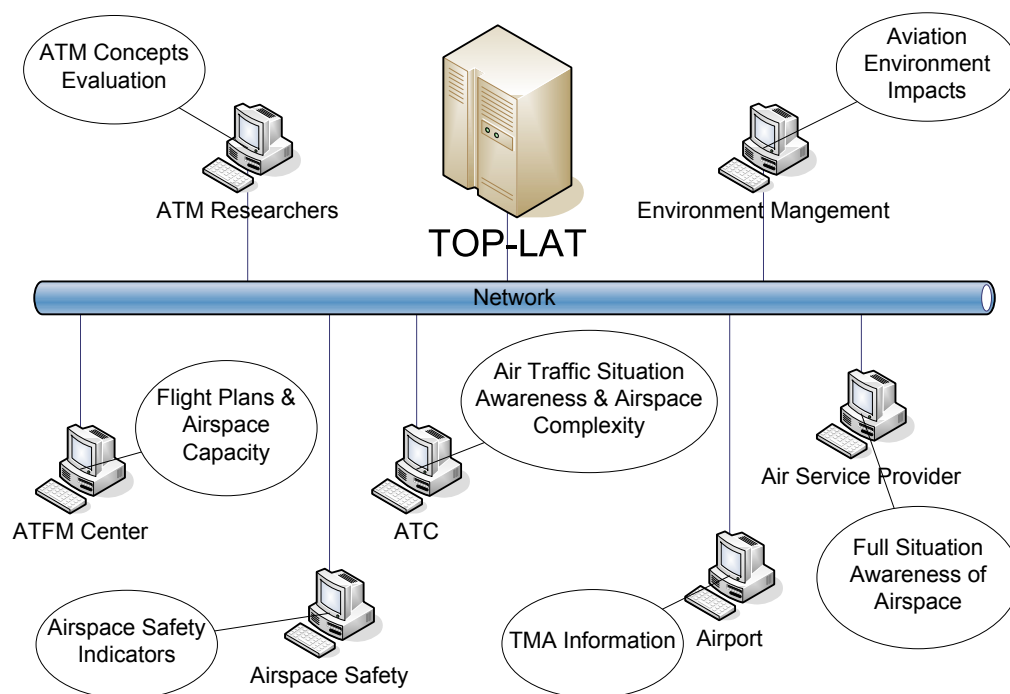 ATM Concepts
Evaluation
Aviation
Environment
Impacts
ATM Researchers
Environment Mangement
TOP-LAT
Network
Flight Plans &
Airspace
Capacity
Air Traffic Situation
Awareness & Airspace
Complexity
ATFM Center
ATC
Air Service Provider
Full Situation
Awareness of
Airspace
Airspace Safety
Indicators
Airspace Safety
TMA Information
Airport